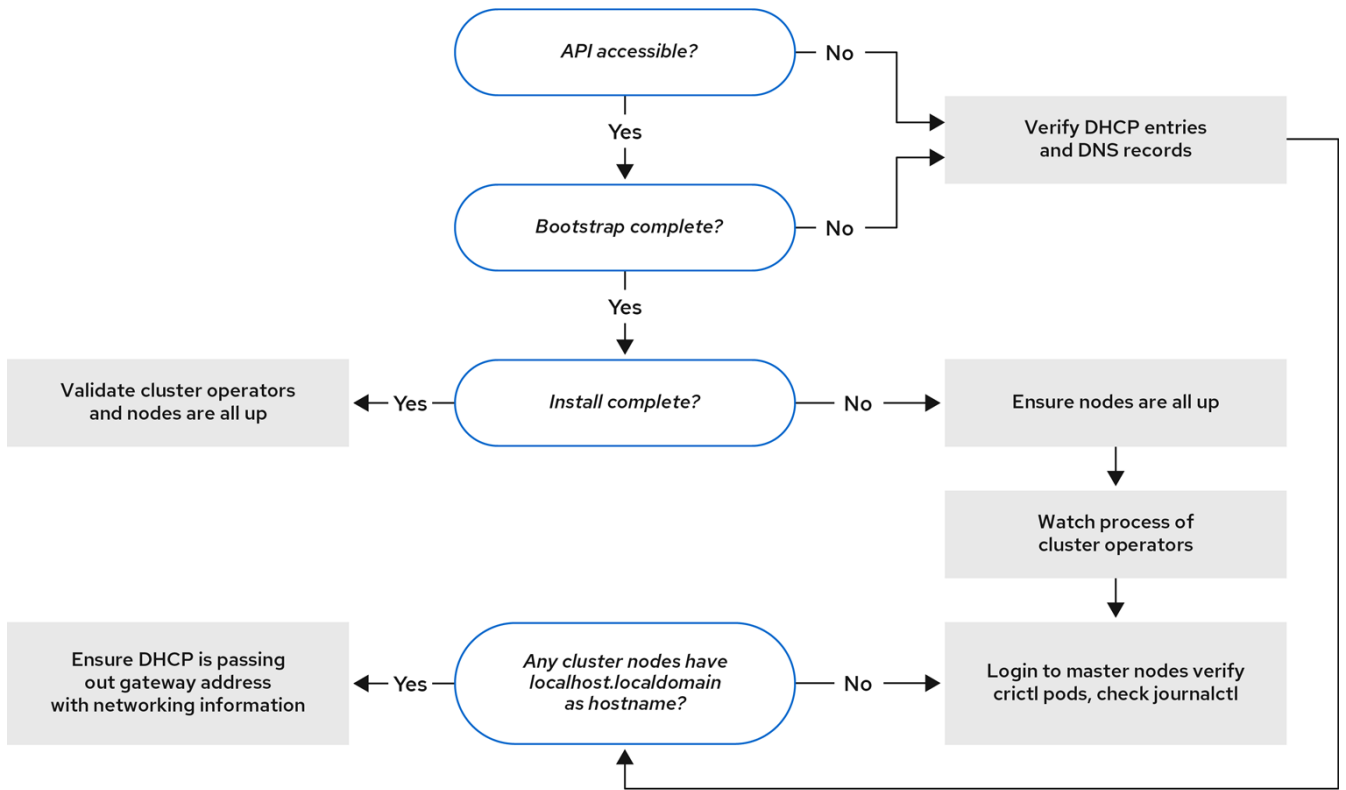 API accessible?
No
Verify DHCP entries
and DNS records
Yes
Bootstrap complete?
No
Yes
Validate cluster operators
and nodes are all up
Yes
Install complete?
No
Ensure nodes are all up
Watch process of
cluster operators
Ensure DHCP is passing
out gateway address
with networking information
Yes
Any cluster nodes have
localhost.localdomain
as hostname?
No
Login to master nodes verify
crictl pods, check journalctl